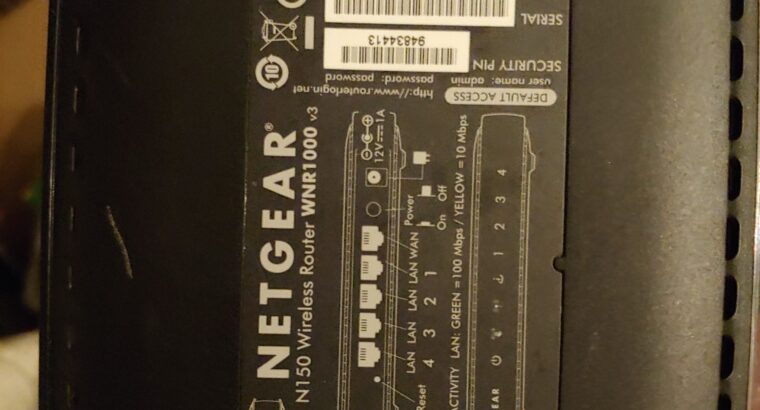 NETGEAR®
N150 Wireless Router WNR1000 v3
SERIAL
SECURITY PIN
94834413
DEFAULT ACCESS
http://www.routerlogin.net
user name: admin
password: password
12V 1A
Power
On Off
WAN
LAN LAN LAN LAN
1 2 3 4
Reset
LAN: GREEN =100 Mbps / YELLOW =10 Mbps
1 2 3 4
10